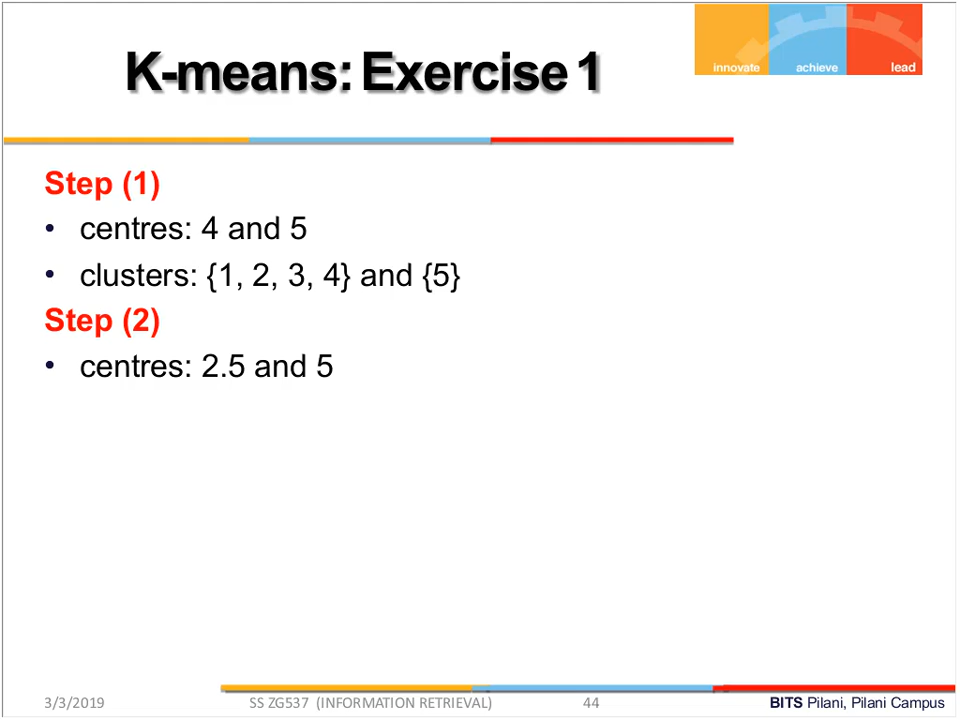 K-means: Exercise 1
innovate achieve lead
Step (1)
• centres: 4 and 5
• clusters: {1, 2, 3, 4} and {5}
Step (2)
• centres: 2.5 and 5
3/3/2019 SS ZG537 (INFORMATION RETRIEVAL) 44 BITS Pilani, Pilani Campus